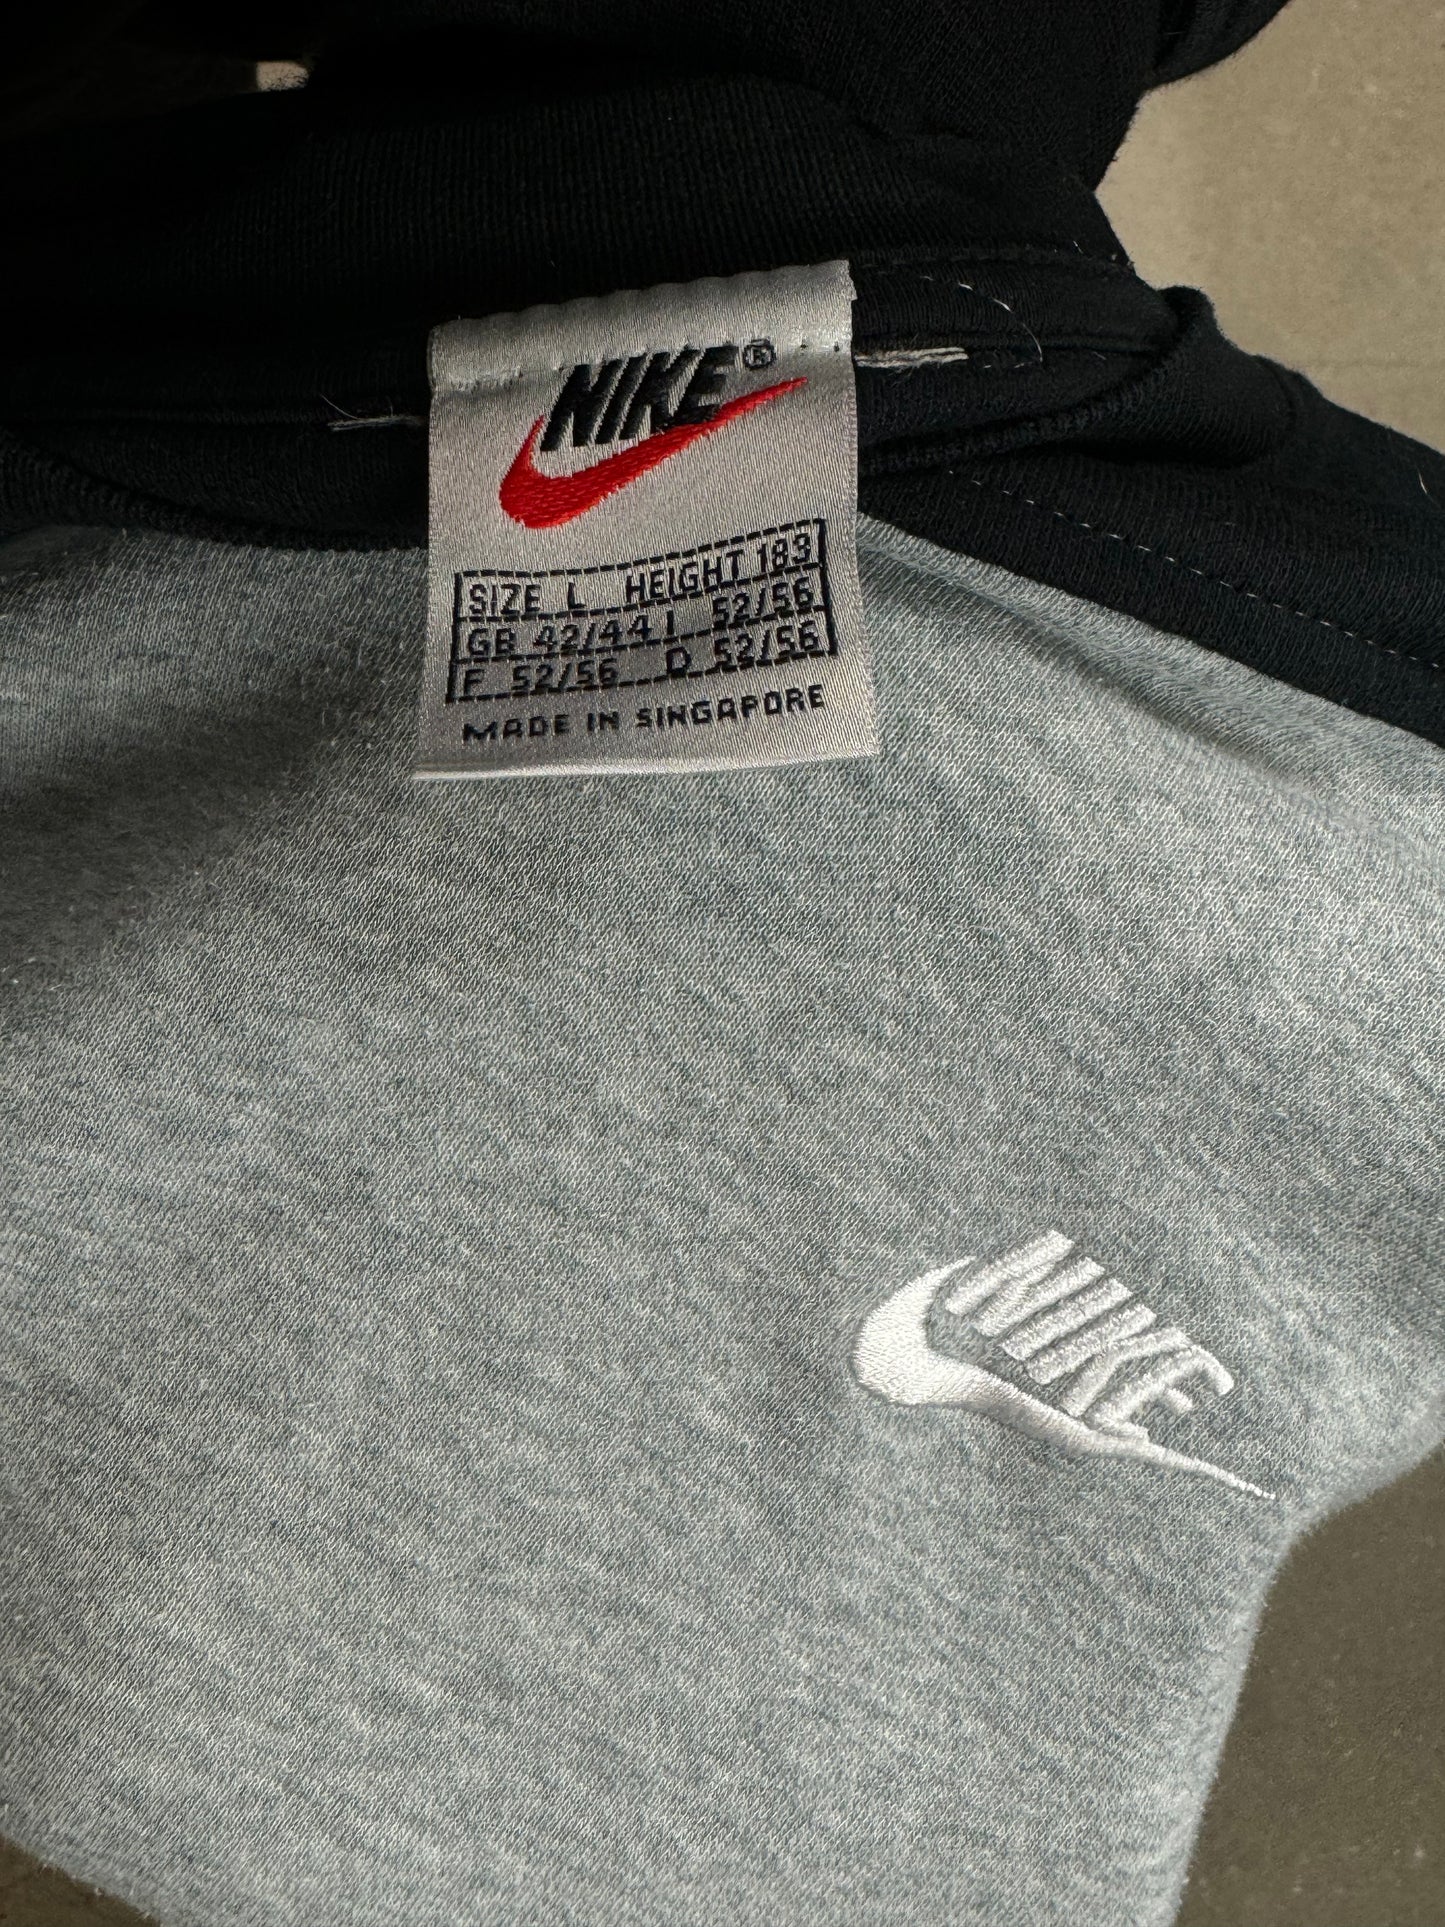 NIKE®
SIZE L HEIGHT 183
GB 42/44 I 52/56
F 52/56 D 52/56
MADE IN SINGAPORE
NIKE